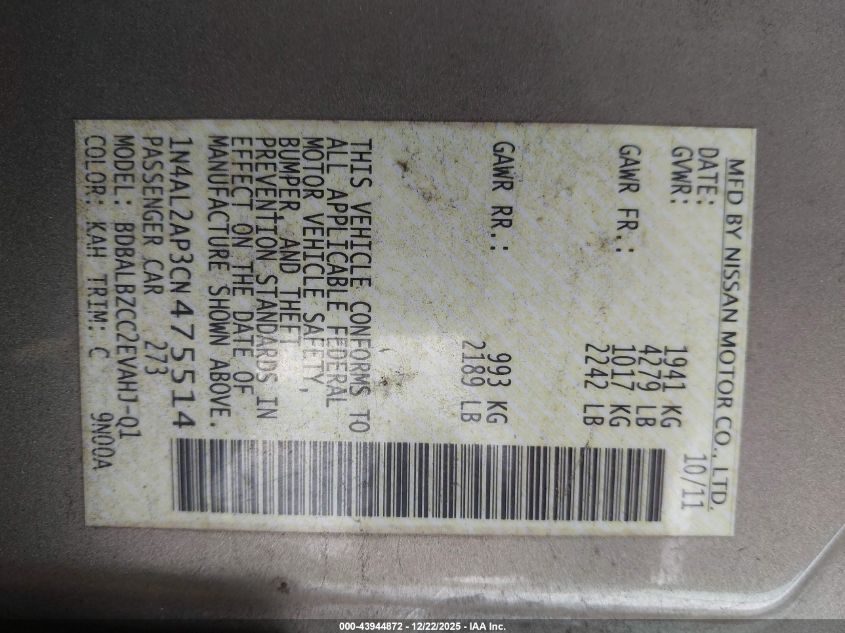 MFD BY NISSAN MOTOR CO., LTD.
DATE: 10/11
GVWR: 1941 KG
4279 LB
GAWR FR.: 1017 KG
2242 LB
GAWR RR.: 993 KG
2189 LB
THIS VEHICLE CONFORMS TO
ALL APPLICABLE FEDERAL
MOTOR VEHICLE SAFETY,
BUMPER, AND THEFT
PREVENTION STANDARDS IN
EFFECT ON THE DATE OF
MANUFACTURE SHOWN ABOVE.
1N4AL2AP3CN475514
PASSENGER CAR 273
MODEL: BDBALBZCC2EVAHJ-Q1
COLOR: KAH TRIM: C 9N00A
000-43944872 - 12/22/2025 - IAA Inc.